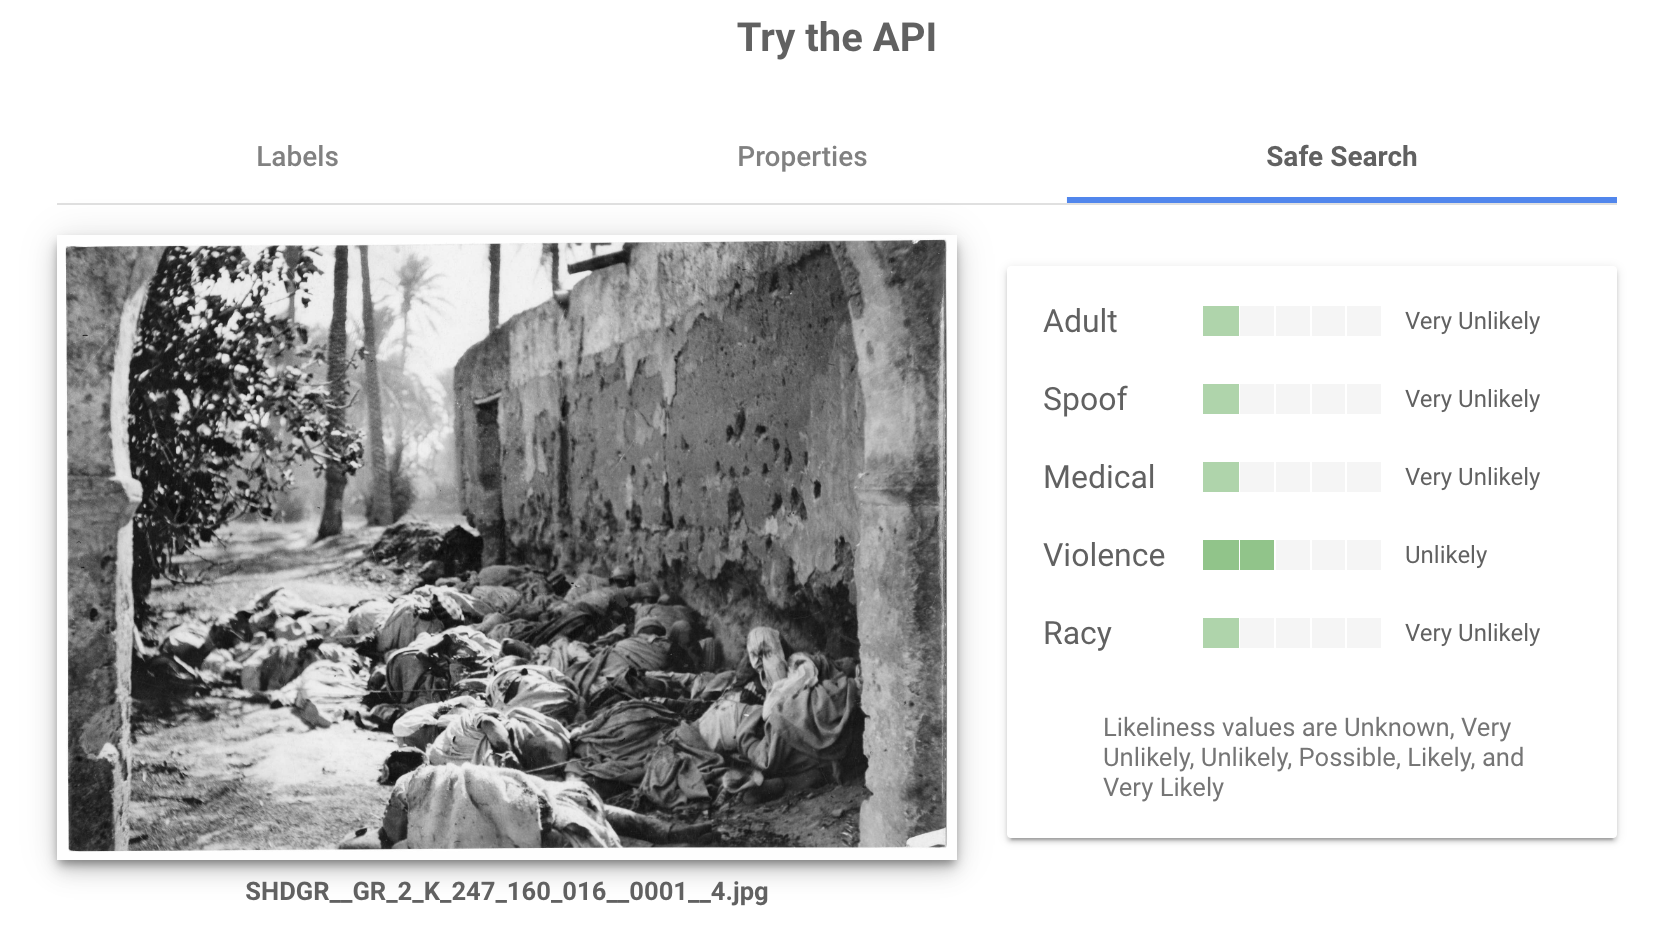 Try the API
Labels
Properties
Safe Search
Adult
Very Unlikely
Spoof
Very Unlikely
Medical
Very Unlikely
Violence
Unlikely
Racy
Very Unlikely
Likeliness values are Unknown, Very
Unlikely, Unlikely, Possible, Likely, and
Very Likely
SHDGR__GR_2_K_247_160_016__0001__4.jpg